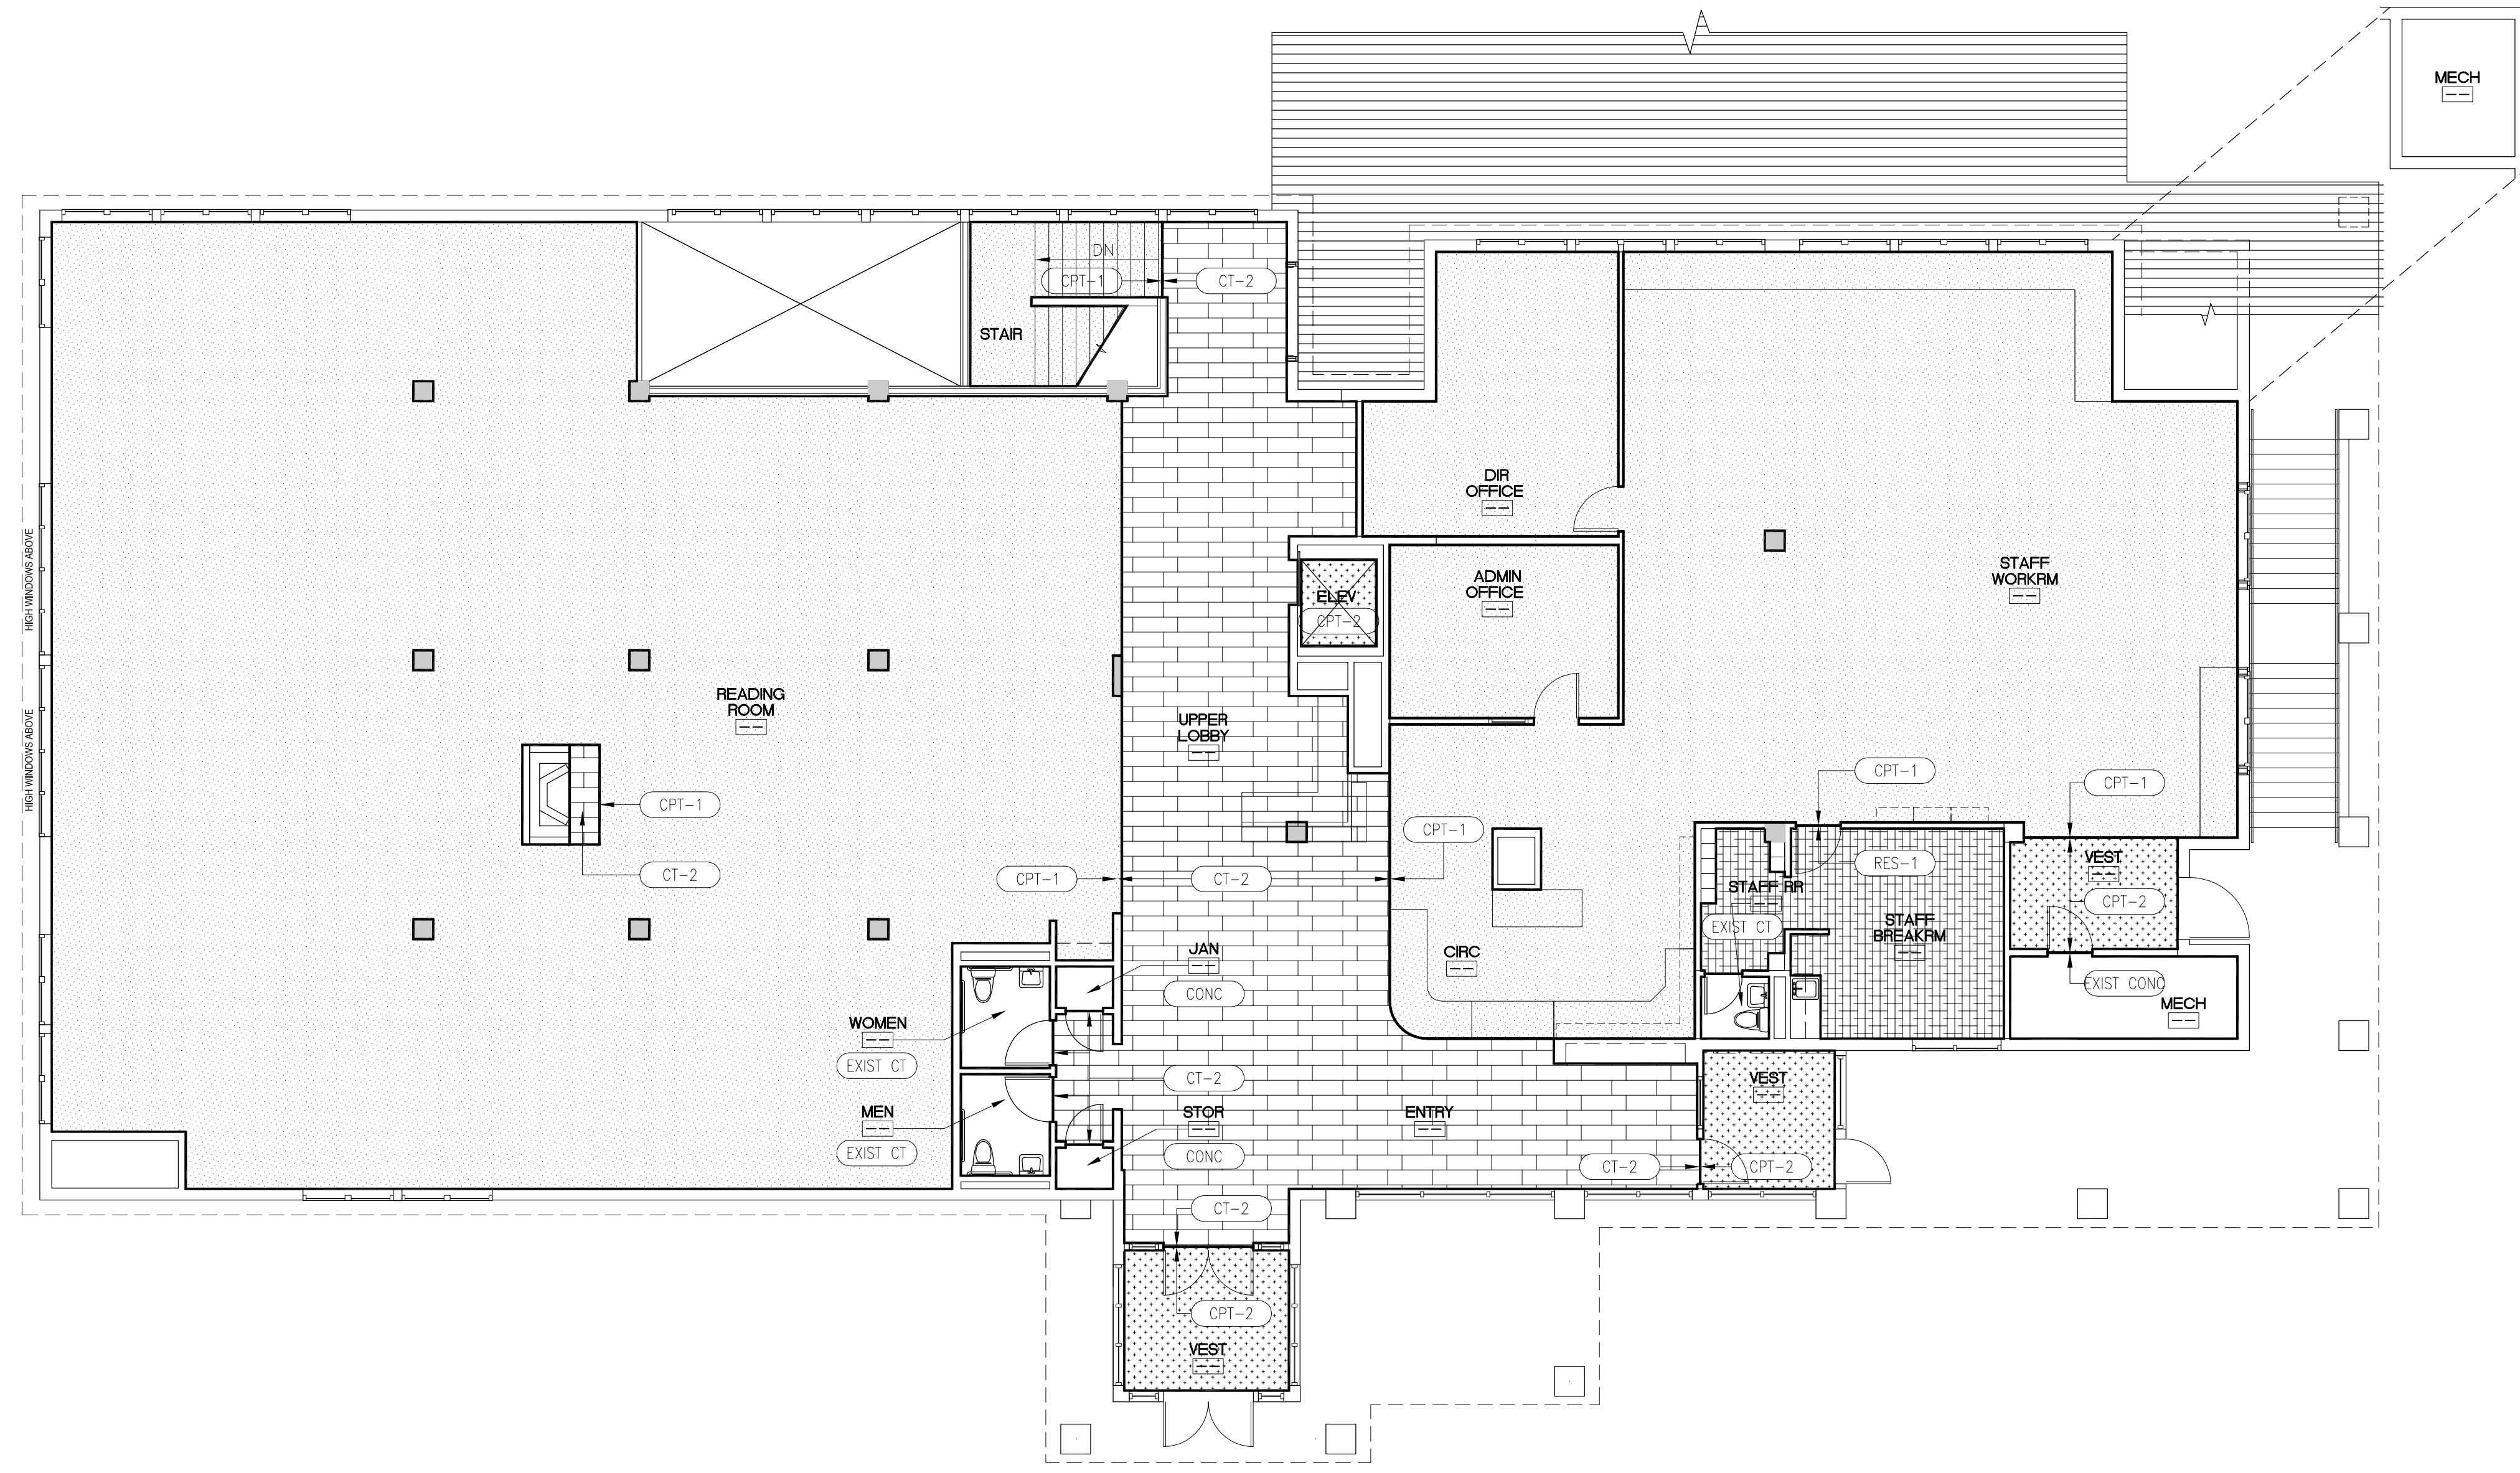 MECH
--
DN
CPT-1
CT-2
STAIR
DIR
OFFICE
--
HIGH WINDOWS ABOVE
ADMIN
OFFICE
--
STAFF
WORKRM
--
ELEV
CPT-2
READING
ROOM
--
HIGH WINDOWS ABOVE
UPPER
LOBBY
--
CPT-1
CPT-1
CPT-1
CT-2
CPT-1
CT-2
CPT-1
RES-1
VEST
--
CPT-2
STAFF RR
--
EXIST CT
STAFF
BREAKRM
--
JAN
--
CONC
CIRC
--
EXIST CONC
MECH
--
WOMEN
--
EXIST CT
CT-2
VEST
--
MEN
--
EXIST CT
STOR
--
CONC
ENTRY
--
CT-2
CPT-2
CT-2
CPT-2
VEST
--